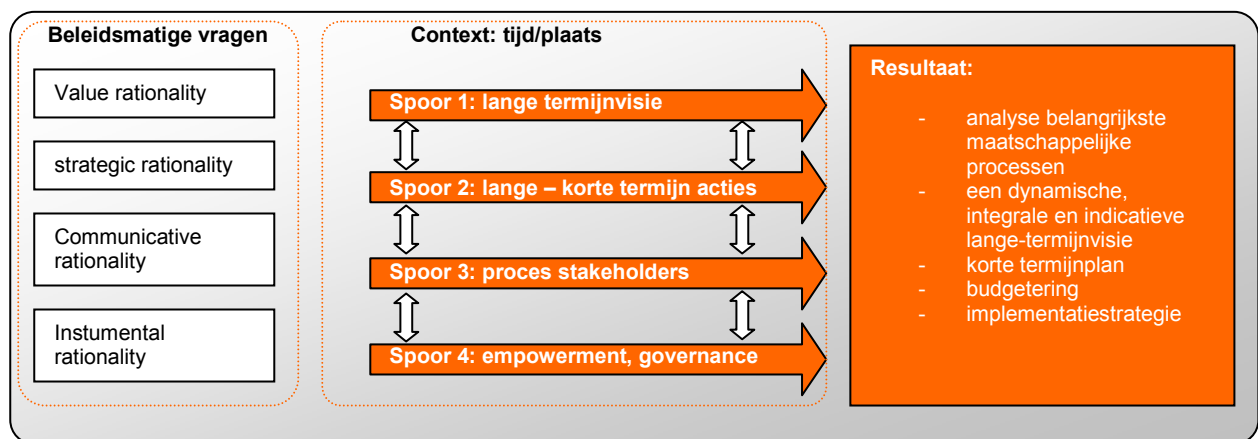 Beleidsmatige vragen
Value rationality
strategic rationality
Communicative
rationality
Instumental
rationality
Context: tijd/plaats
Spoor 1: lange termijnvisie
Spoor 2: lange – korte termijn acties
Spoor 3: proces stakeholders
Spoor 4: empowerment, governance
Resultaat:
- analyse belangrijkste
maatschappelijke
processen
- een dynamische,
integrale en indicatieve
lange-termijnvisie
- korte termijnplan
- budgetering
- implementatiestrategie